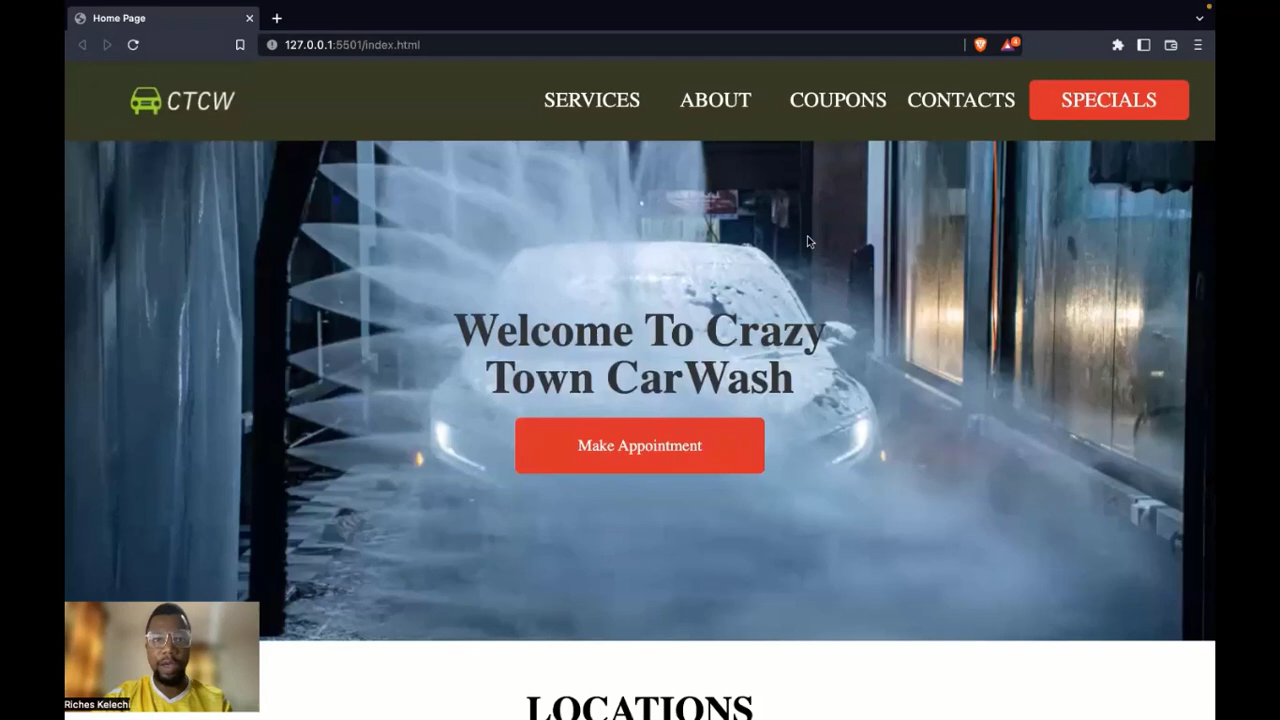 Home Page
127.0.0.1:5501/index.html
4
CTCW
SERVICES ABOUT COUPONS CONTACTS SPECIALS
Welcome To Crazy
Town CarWash
Make Appointment
Riches Kelechi
LOCATIONS